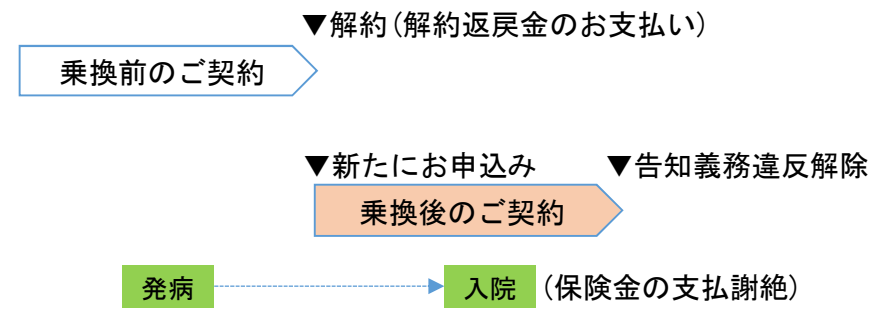 ▼解約(解約返戻金のお支払い)
乗換前のご契約
▼新たにお申込み ▼告知義務違反解除
乗換後のご契約
発病 入院 (保険金の支払謝絶)